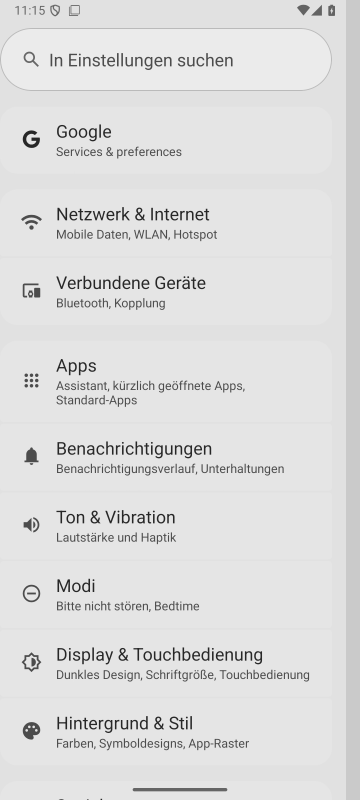 11:15
In Einstellungen suchen
Google
Services & preferences
Netzwerk & Internet
Mobile Daten, WLAN, Hotspot
Verbundene Geräte
Bluetooth, Kopplung
Apps
Assistant, kürzlich geöffnete Apps,
Standard-Apps
Benachrichtigungen
Benachrichtigungsverlauf, Unterhaltungen
Ton & Vibration
Lautstärke und Haptik
Modi
Bitte nicht stören, Bedtime
Display & Touchbedienung
Dunkles Design, Schriftgröße, Touchbedienung
Hintergrund & Stil
Farben, Symboldesigns, App-Raster